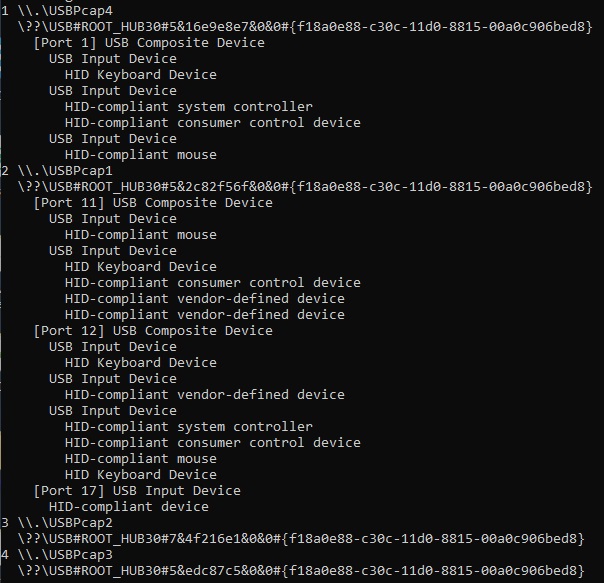 1 \\.\USBPcap4
\??\USB#ROOT_HUB30#5&16e9e8e7&0&0#{f18a0e88-c30c-11d0-8815-00a0c906bed8}
[Port 1] USB Composite Device
USB Input Device
HID Keyboard Device
USB Input Device
HID-compliant system controller
HID-compliant consumer control device
USB Input Device
HID-compliant mouse
2 \\.\USBPcap1
\??\USB#ROOT_HUB30#5&2c82f56f&0&0#{f18a0e88-c30c-11d0-8815-00a0c906bed8}
[Port 11] USB Composite Device
USB Input Device
HID-compliant mouse
USB Input Device
HID Keyboard Device
HID-compliant consumer control device
HID-compliant vendor-defined device
HID-compliant vendor-defined device
[Port 12] USB Composite Device
USB Input Device
HID Keyboard Device
USB Input Device
HID-compliant vendor-defined device
USB Input Device
HID-compliant system controller
HID-compliant consumer control device
HID-compliant mouse
HID Keyboard Device
[Port 17] USB Input Device
HID-compliant device
3 \\.\USBPcap2
\??\USB#ROOT_HUB30#7&4f216e1&0&0#{f18a0e88-c30c-11d0-8815-00a0c906bed8}
4 \\.\USBPcap3
\??\USB#ROOT_HUB30#5&edc87c5&0&0#{f18a0e88-c30c-11d0-8815-00a0c906bed8}